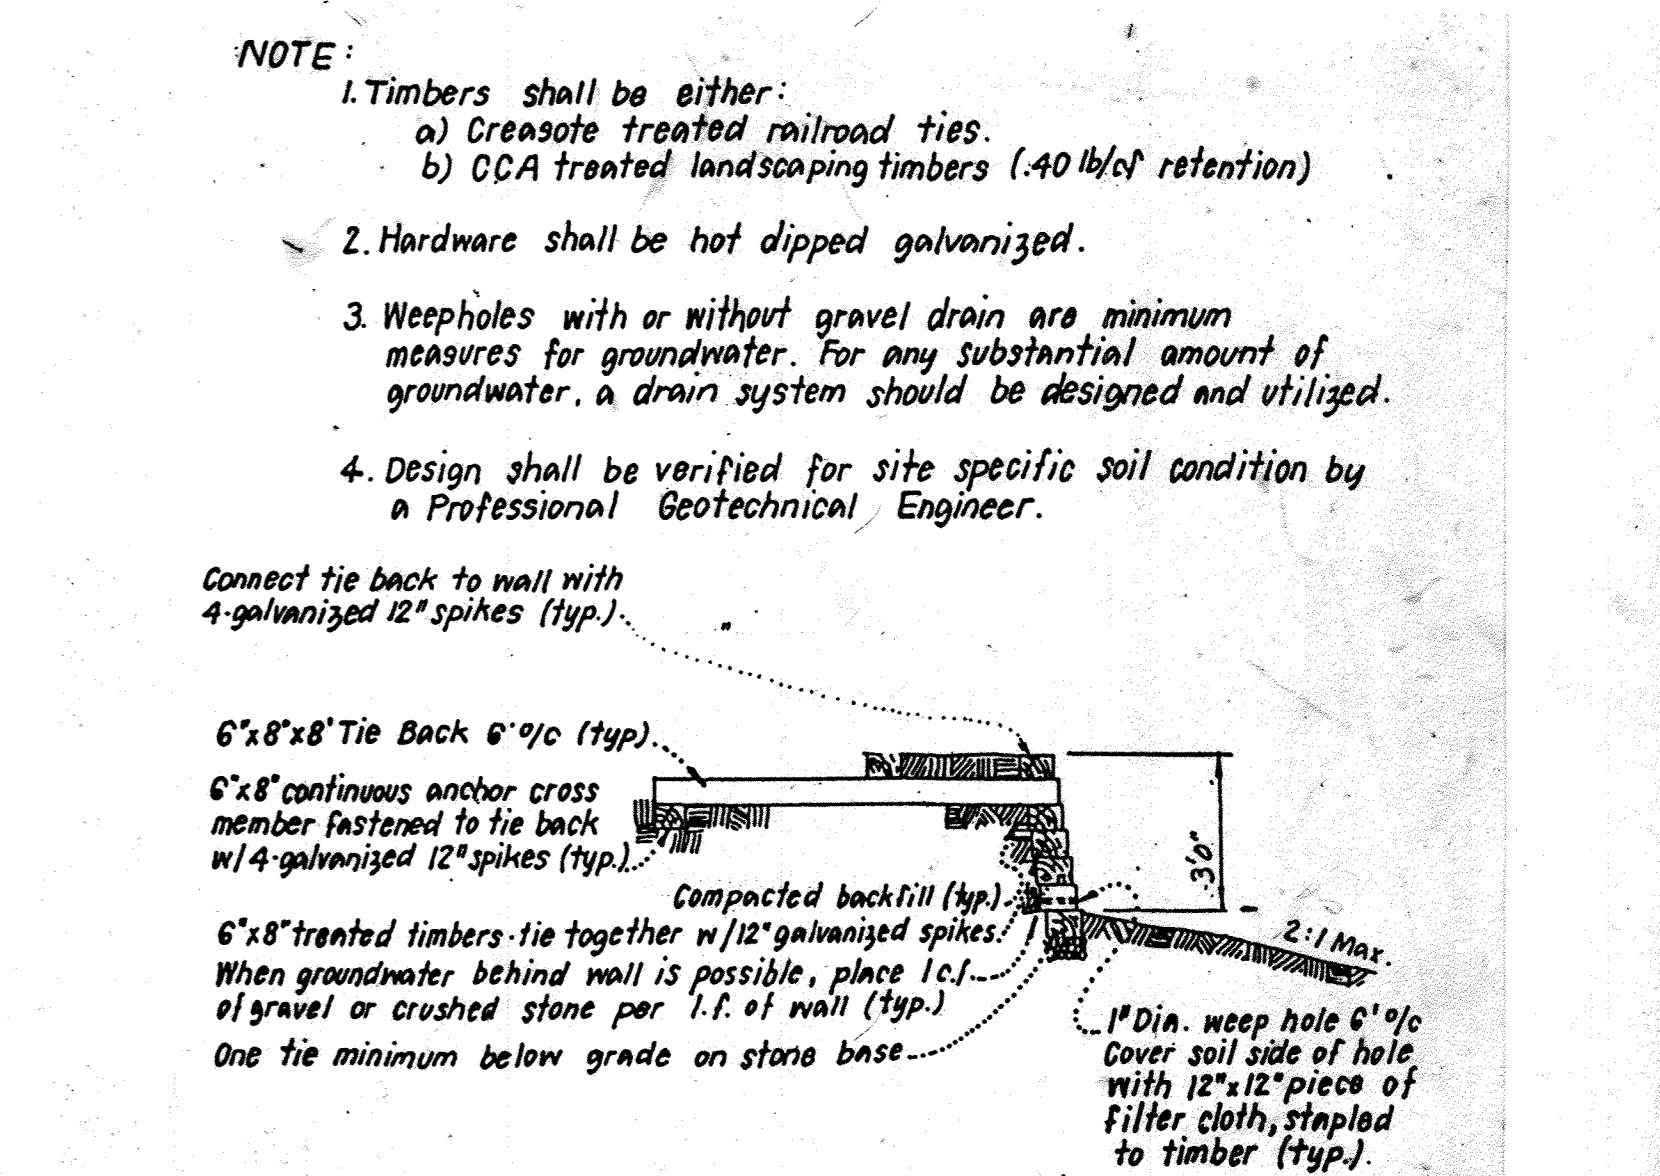 NOTE:
1. Timbers shall be either:
a) Creasote treated railroad ties.
b) CCA treated landscaping timbers (.40 lb/cf retention)
2. Hardware shall be hot dipped galvanized.
3. Weepholes with or without gravel drain are minimum
measures for groundwater. For any substantial amount of
groundwater, a drain system should be designed and utilized.
4. Design shall be verified for site specific soil condition by
a Professional Geotechnical Engineer.
Connect tie back to wall with
4-galvanized 12" spikes (typ.)
6"x8"x8' Tie Back 6' o/c (typ)
6"x8" continuous anchor cross
member fastened to tie back
w/4-galvanized 12" spikes (typ.)
3'0"
Compacted backfill (typ.)
6"x8" treated timbers-tie together w/12" galvanized spikes.
2:1 Max.
When groundwater behind wall is possible, place 1 c.f.
of gravel or crushed stone per l.f. of wall (typ.)
One tie minimum below grade on stone base
1" Dia. weep hole 6' o/c
Cover soil side of hole
with 12"x12" piece of
filter cloth, stapled
to timber (typ.).